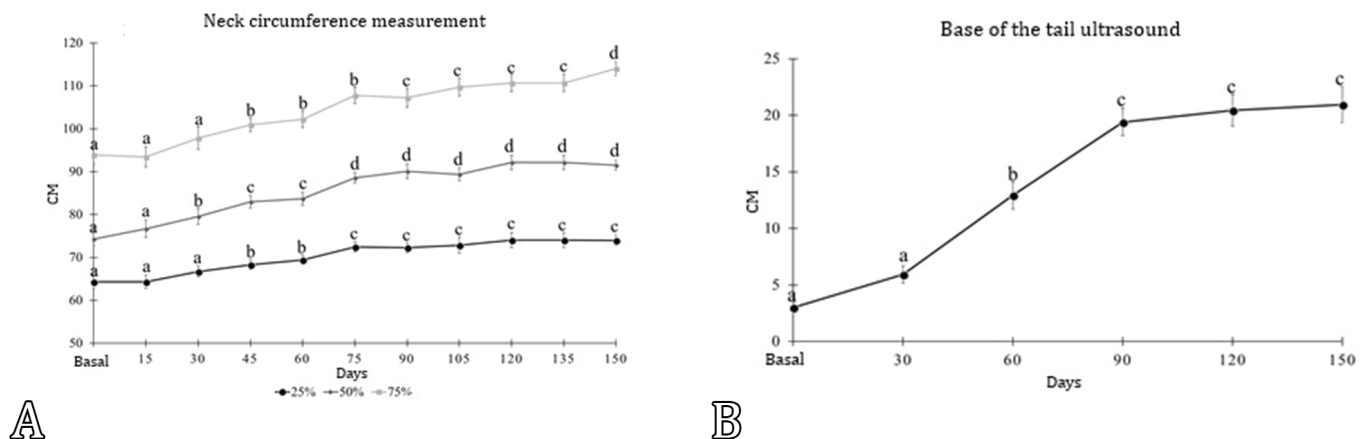 Neck circumference measurement
120
110
100
90
80
70
60
50
CM
a a a b b b c c c c d
a a b c c d d d d d d
a a a b b c c c c c c
Basal 15 30 45 60 75 90 105 120 135 150
Days
25% 50% 75%
A
Base of the tail ultrasound
25
20
15
10
5
0
CM
a a b c c c
Basal 30 60 90 120 150
Days
B